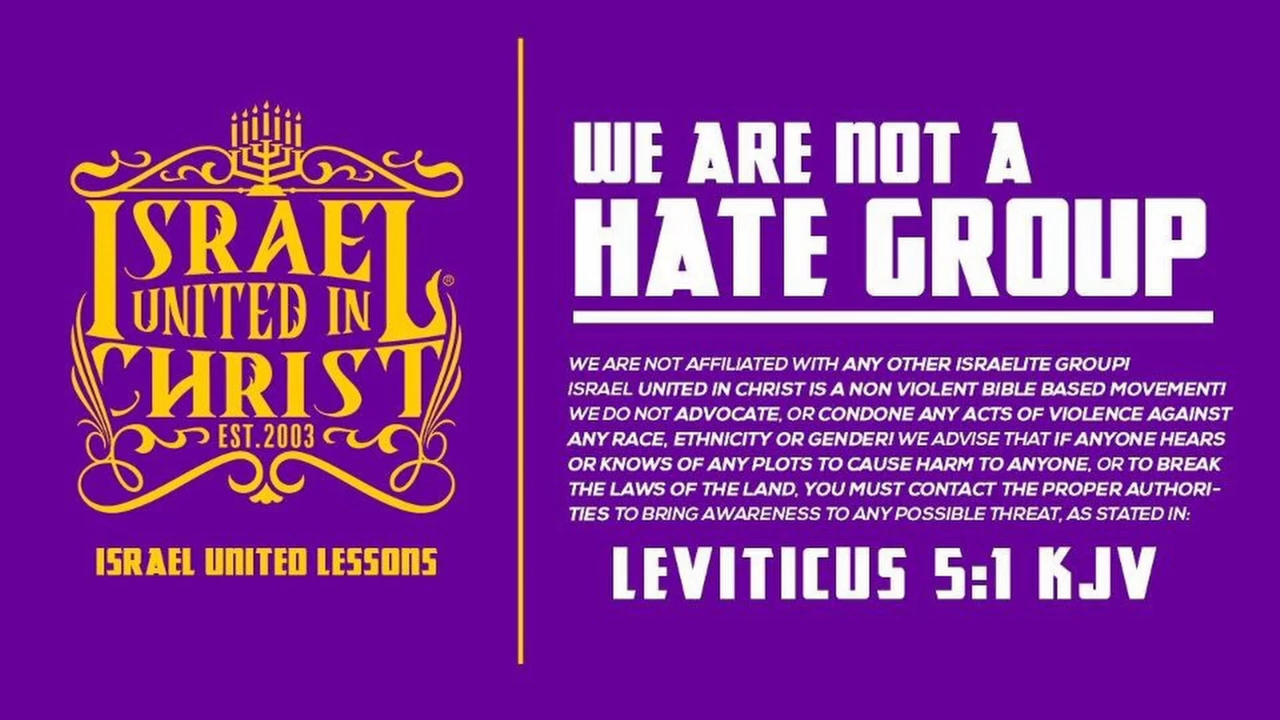 ISRAEL
UNITED IN
CHRIST
EST.2003
ISRAEL UNITED LESSONS
WE ARE NOT A
HATE GROUP
WE ARE NOT AFFILIATED WITH ANY OTHER ISRAELITE GROUP!
ISRAEL UNITED IN CHRIST IS A NON VIOLENT BIBLE BASED MOVEMENT!
WE DO NOT ADVOCATE, OR CONDONE ANY ACTS OF VIOLENCE AGAINST
ANY RACE, ETHNICITY OR GENDER! WE ADVISE THAT IF ANYONE HEARS
OR KNOWS OF ANY PLOTS TO CAUSE HARM TO ANYONE, OR TO BREAK
THE LAWS OF THE LAND, YOU MUST CONTACT THE PROPER AUTHORI-
TIES TO BRING AWARENESS TO ANY POSSIBLE THREAT, AS STATED IN:
LEVITICUS 5:1 KJV